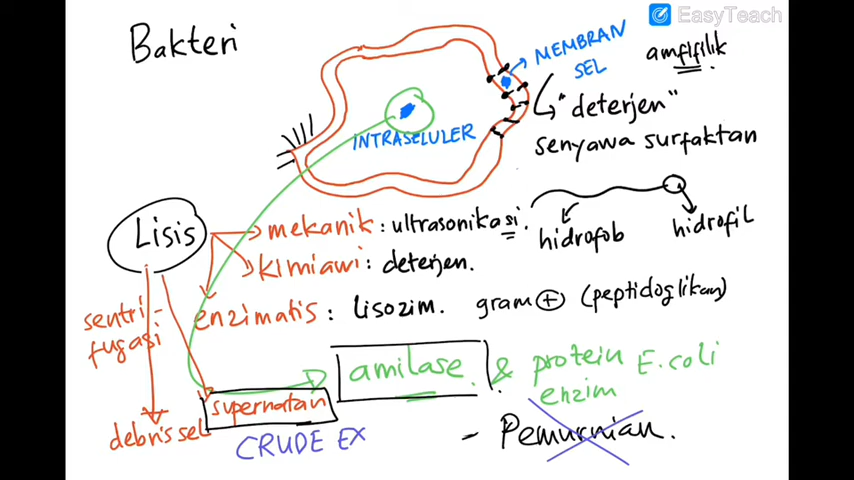 EasyTeach
Bakteri
MEMBRAN
SEL
amfifilik
"deterjen"
senyawa surfaktan
INTRASELULER
hidrofob
hidrofil
Lisis
mekanik : ultrasonikasi.
kimiawi : deterjen.
enzimatis : lisozim. gram + (peptidoglikan)
sentri-
fugasi
amilase & protein E.coli
enzim
supernatan
debris sel
CRUDE EX
- Pemurnian.